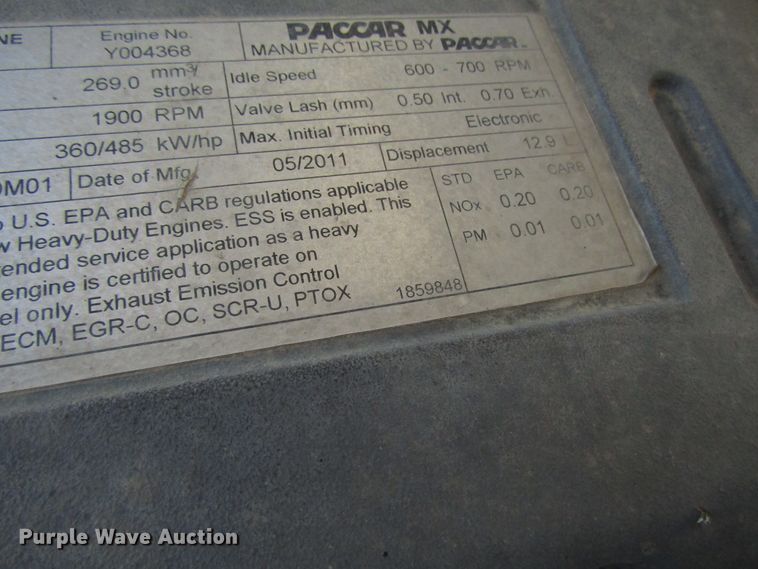 NE Engine No. PACCAR MX
Y004368 MANUFACTURED BY PACCAR
269.0 mm³/ stroke Idle Speed 600 - 700 RPM
1900 RPM Valve Lash (mm) 0.50 Int. 0.70 Exh.
360/485 kW/hp Max. Initial Timing Electronic
0M01 Date of Mfg. 05/2011 Displacement 12.9 L
U.S. EPA and CARB regulations applicable STD EPA CARB
w Heavy-Duty Engines. ESS is enabled. This NOx 0.20 0.20
ended service application as a heavy PM 0.01 0.01
engine is certified to operate on
el only. Exhaust Emission Control
ECM, EGR-C, OC, SCR-U, PTOX 1859848
Purple Wave Auction